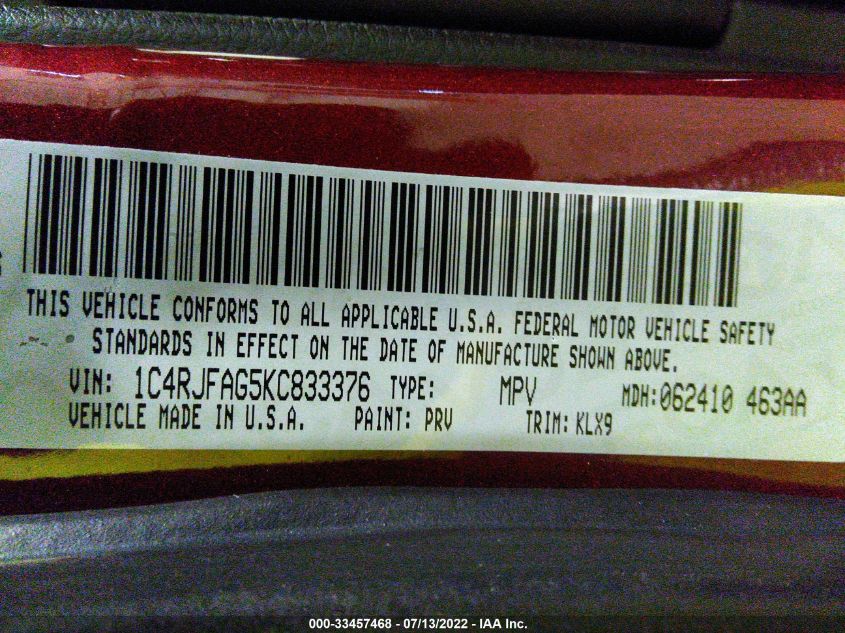 THIS VEHICLE CONFORMS TO ALL APPLICABLE U.S.A. FEDERAL MOTOR VEHICLE SAFETY
STANDARDS IN EFFECT ON THE DATE OF MANUFACTURE SHOWN ABOVE.
VIN: 1C4RJFAG5KC833376 TYPE: MPV MDH:062410 463AA
VEHICLE MADE IN U.S.A. PAINT: PRV TRIM: KLX9
000-33457468 - 07/13/2022 - IAA Inc.